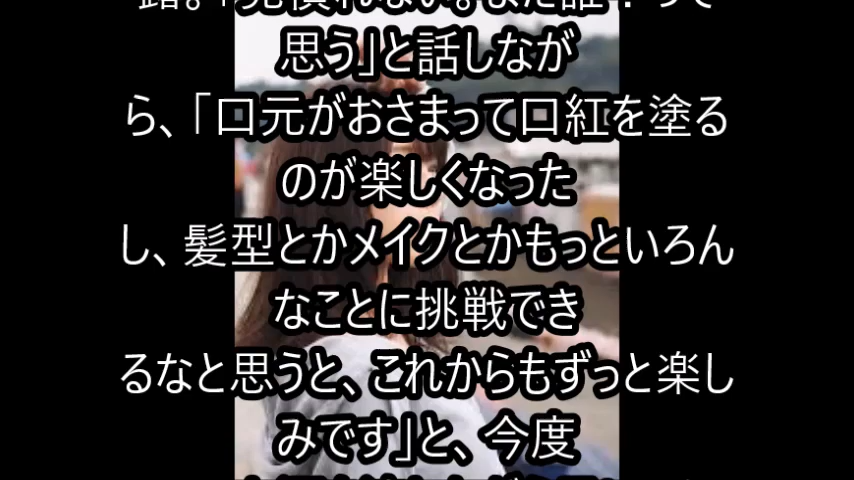 思う」と話しなが
ら、「口元がおさまって口紅を塗る
のが楽しくなった
し、髪型とかメイクとかもっといろん
なことに挑戦でき
るなと思うと、これからもずっと楽し
みです」と、今度